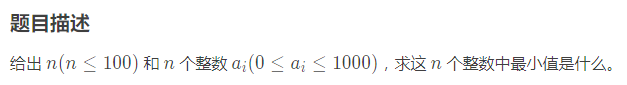 题目描述
给出 n(n ≤ 100) 和 n 个整数 a_i(0 ≤ a_i ≤ 1000)，求这 n 个整数中最小值是什么。